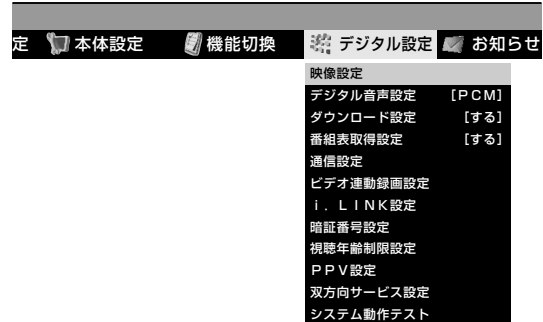 定 本体設定 機能切換 デジタル設定 お知らせ
映像設定
デジタル音声設定 [PCM]
ダウンロード設定 [する]
番組表取得設定 [する]
通信設定
ビデオ連動録画設定
i．LINK設定
暗証番号設定
視聴年齢制限設定
PPV設定
双方向サービス設定
システム動作テスト